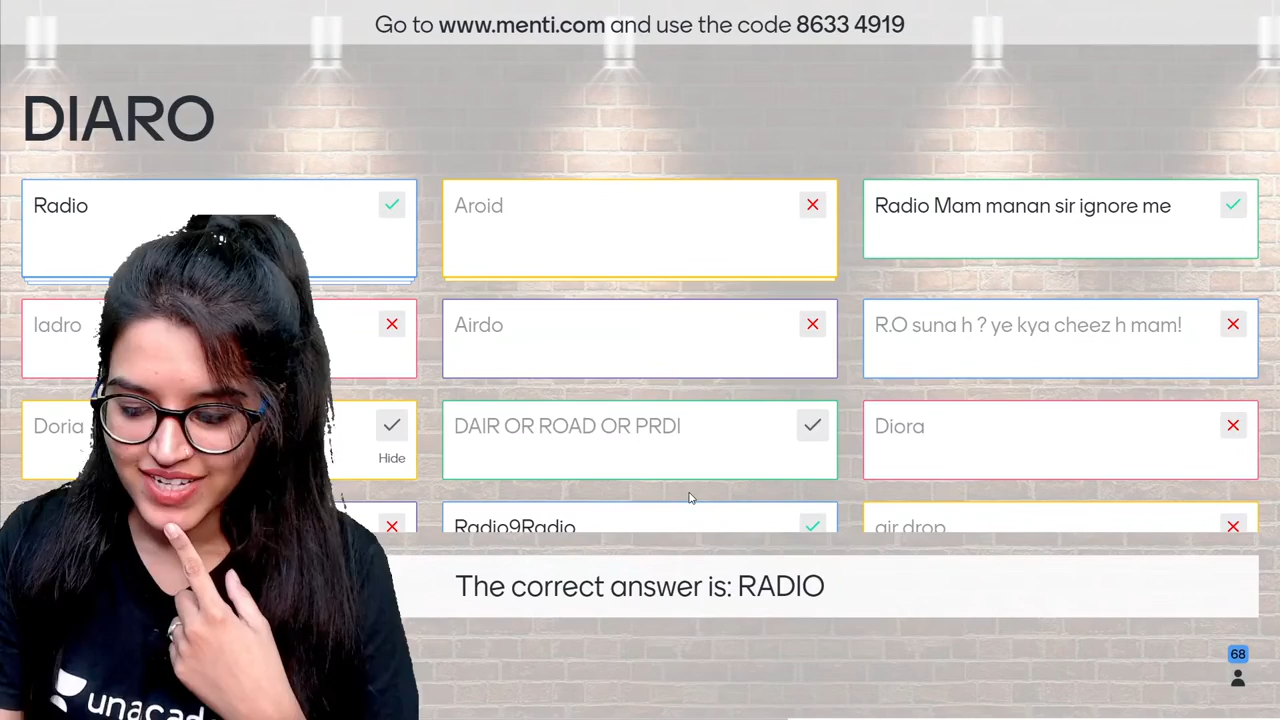 Go to www.menti.com and use the code 8633 4919
DIARO
Radio
Aroid
Radio Mam manan sir ignore me
Iadro
Airdo
R.O suna h ? ye kya cheez h mam!
Doria
Hide
DAIR OR ROAD OR PRDI
Diora
Radio9Radio
air drop
The correct answer is: RADIO
68
unacad